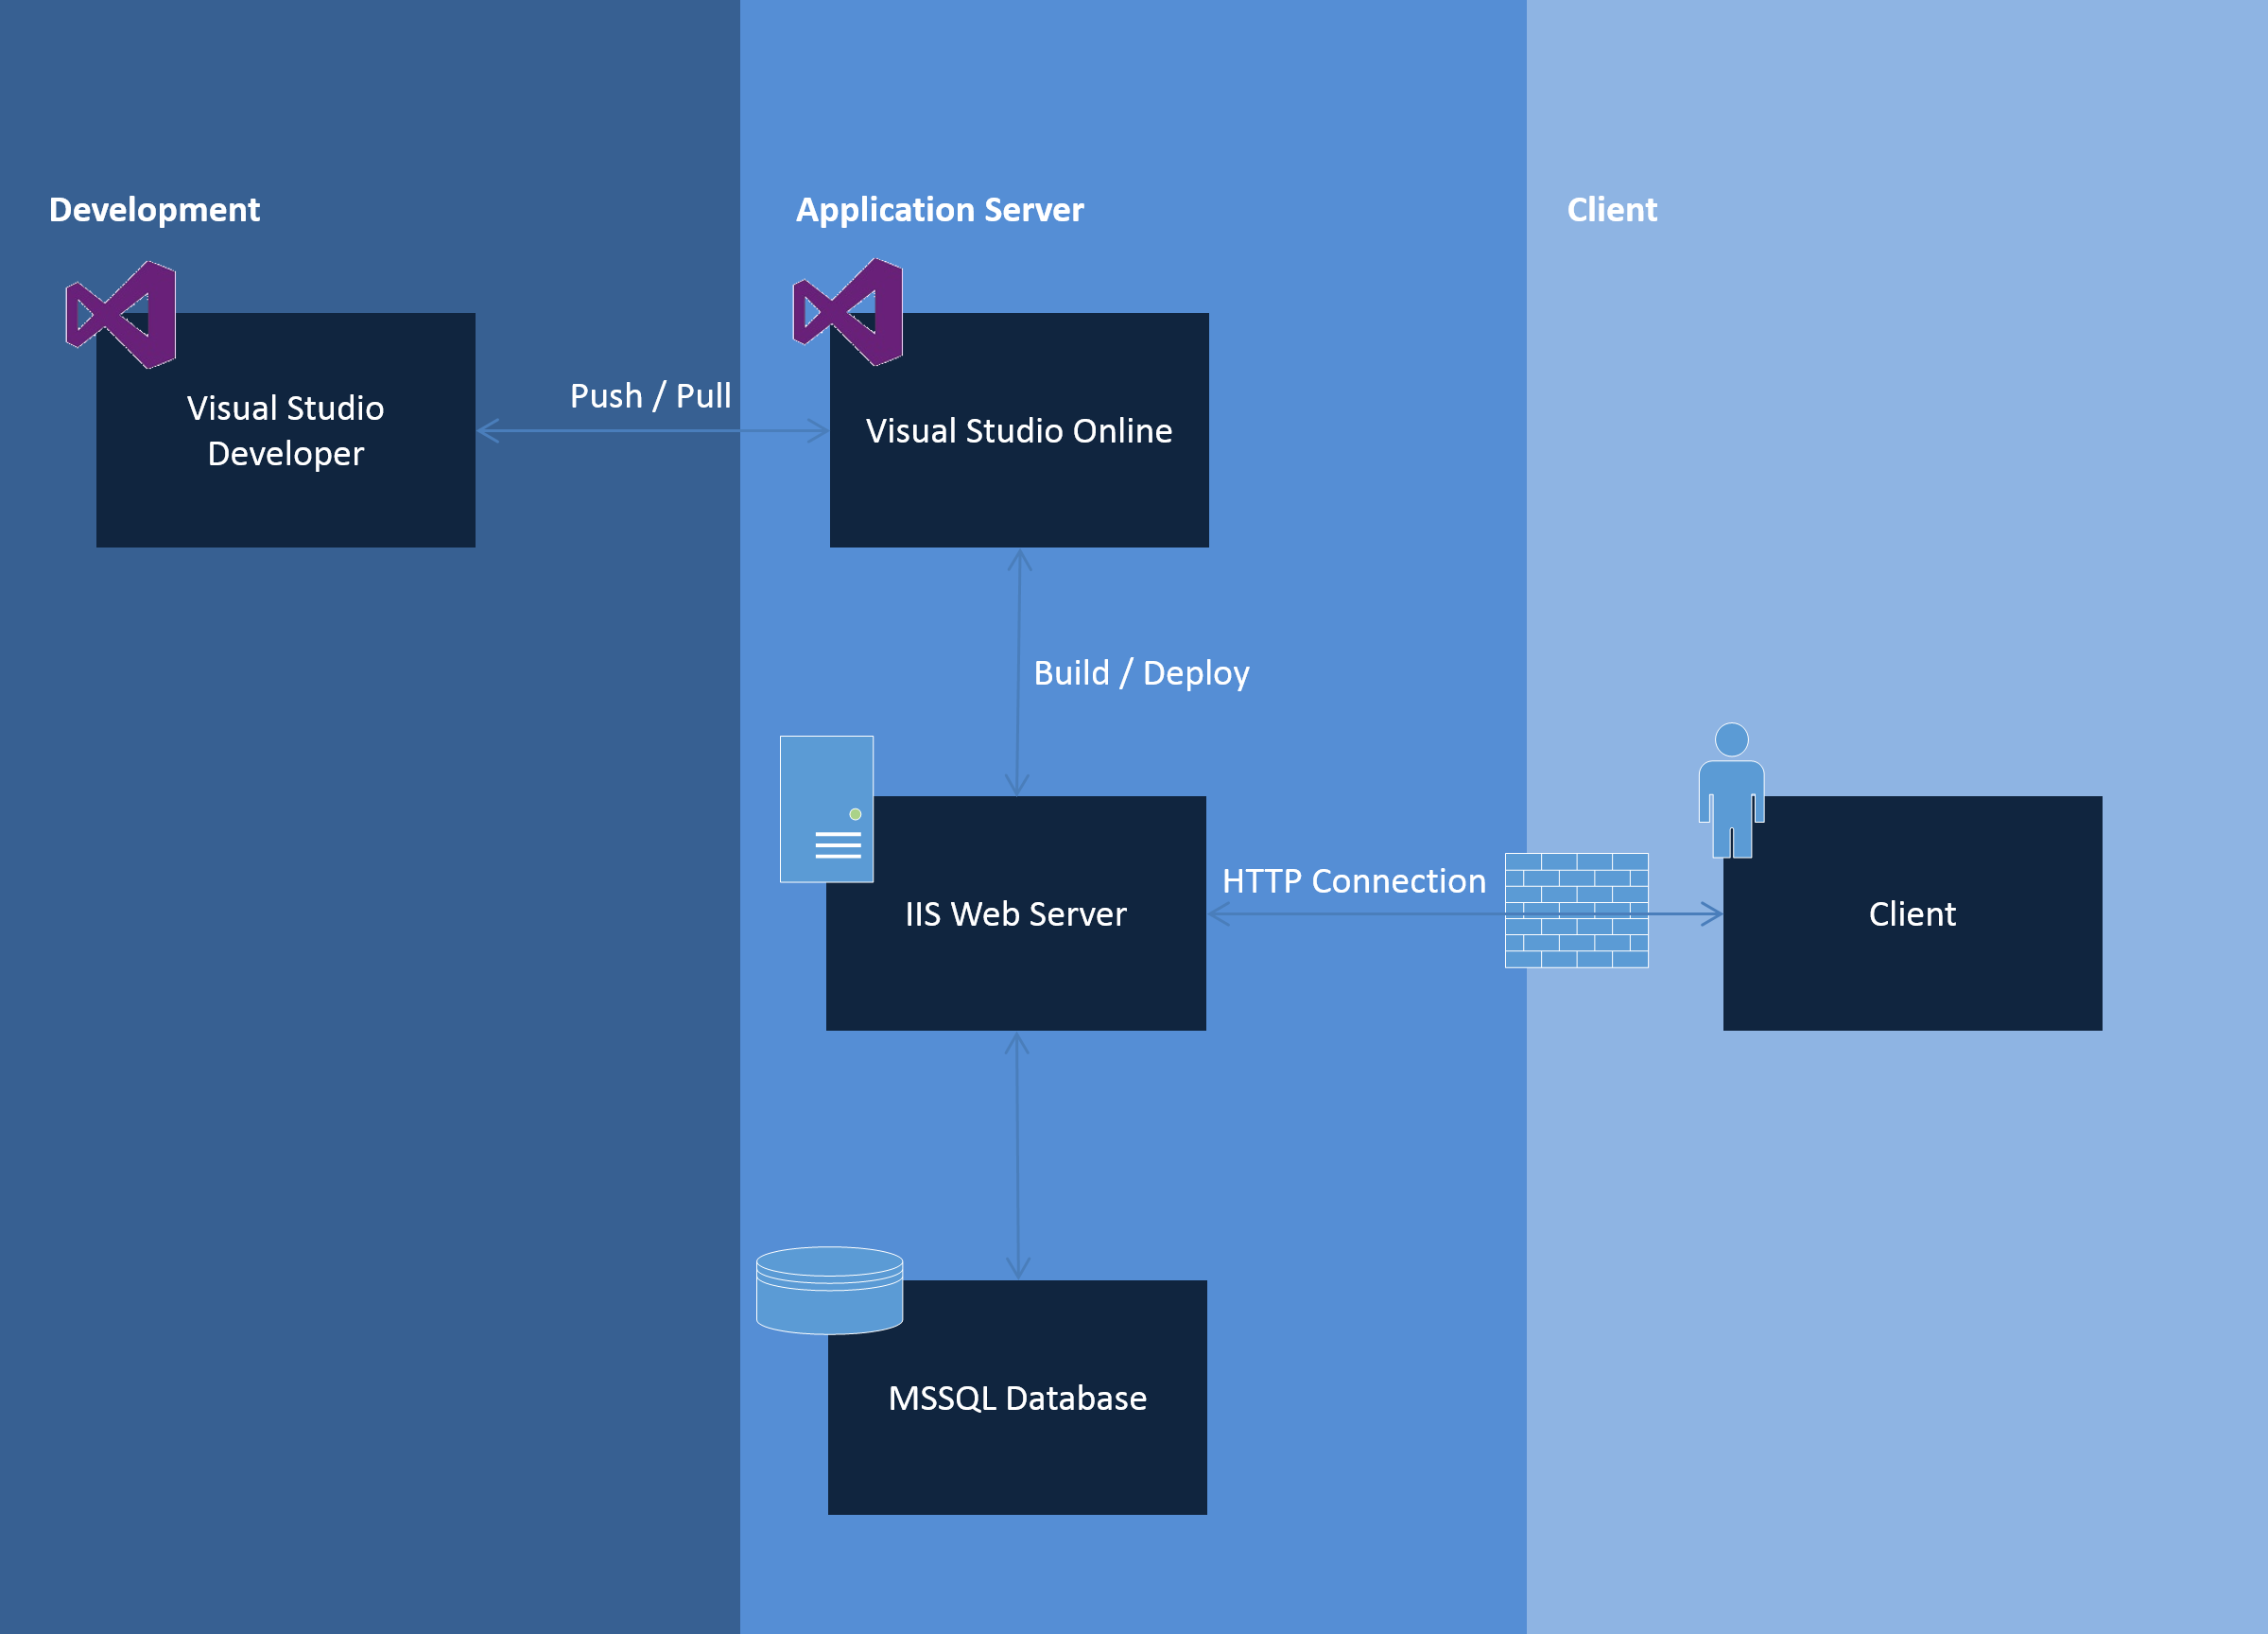 Development
Application Server
Client
Visual Studio
Developer
Push / Pull
Visual Studio Online
Build / Deploy
IIS Web Server
HTTP Connection
Client
MSSQL Database